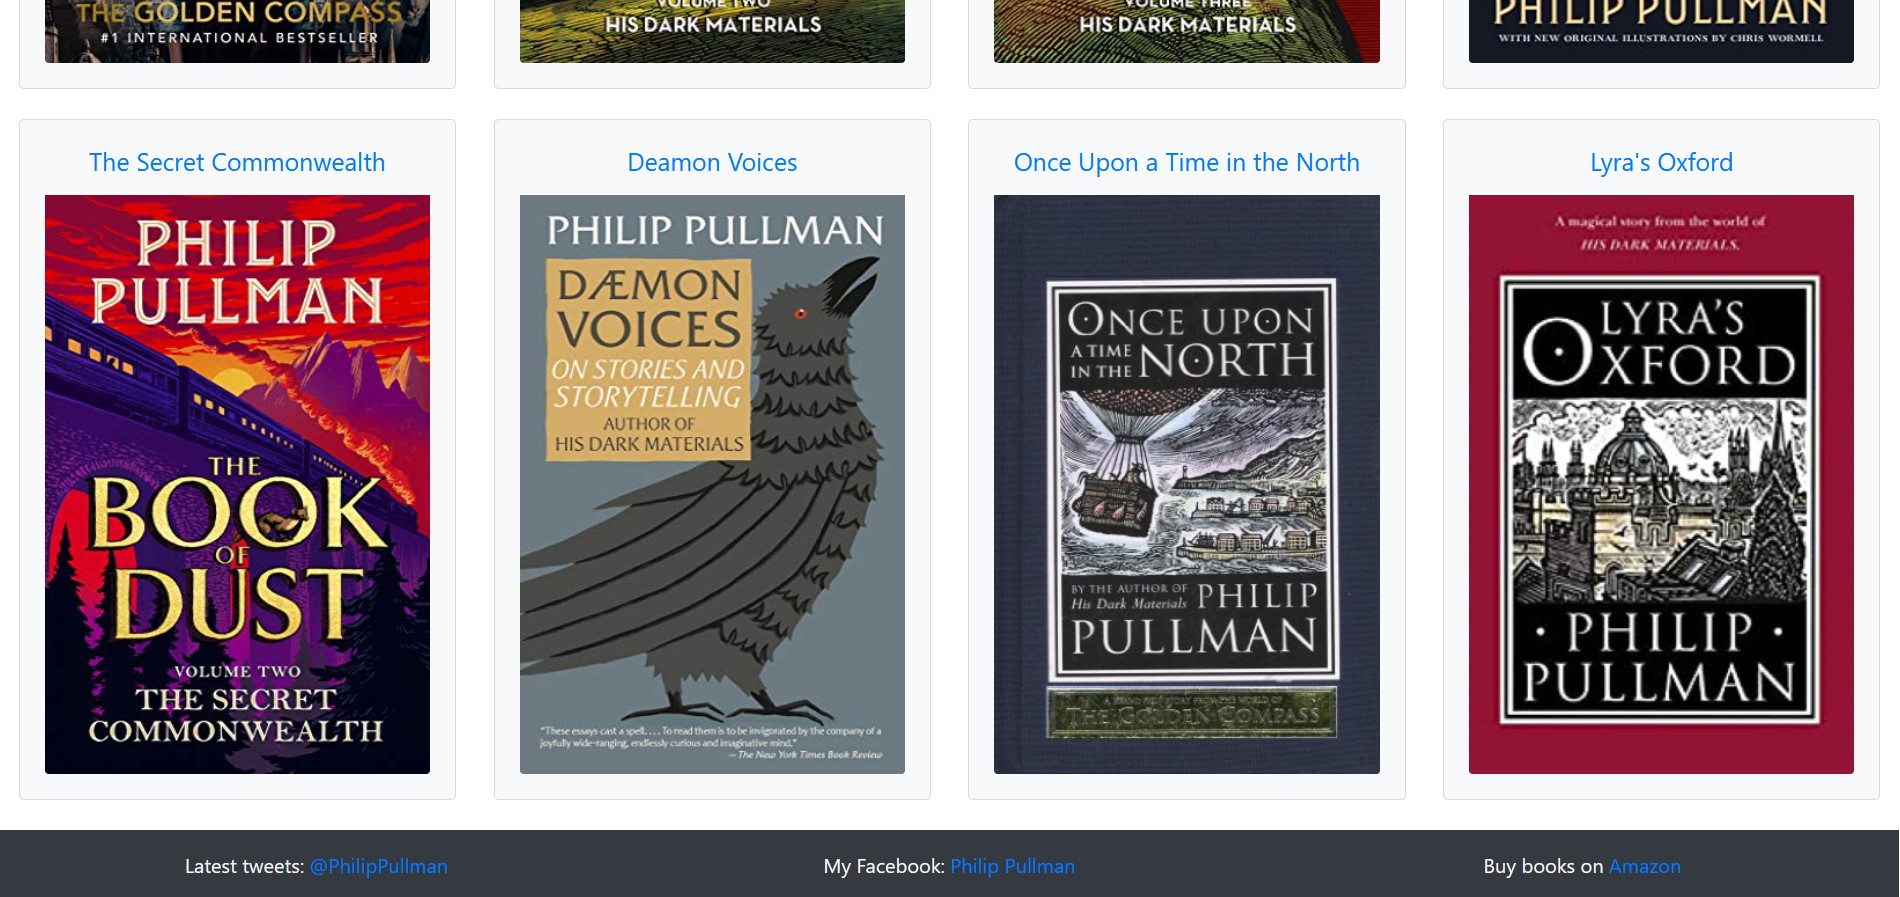 THE GOLDEN COMPASS
#1 INTERNATIONAL BESTSELLER
VOLUME TWO
HIS DARK MATERIALS
VOLUME THREE
HIS DARK MATERIALS
PHILIP PULLMAN
WITH NEW ORIGINAL ILLUSTRATIONS BY CHRIS WORMELL
The Secret Commonwealth
PHILIP
PULLMAN
THE
BOOK
OF
DUST
VOLUME TWO
THE SECRET
COMMONWEALTH
Deamon Voices
PHILIP PULLMAN
DÆMON
VOICES
ON STORIES AND
STORYTELLING
AUTHOR OF
HIS DARK MATERIALS
"These essays cast a spell. . . . To read them is to be invigorated by the company of a
joyfully wide-ranging, endlessly curious and imaginative mind."
—The New York Times Book Review
Once Upon a Time in the North
ONCE UPON
A TIME
IN THE NORTH
BY THE AUTHOR OF
His Dark Materials PHILIP
PULLMAN
THE GOLDEN COMPASS
Lyra's Oxford
A magical story from the world of
HIS DARK MATERIALS.
LYRA'S
OXFORD
· PHILIP ·
PULLMAN
Latest tweets: @PhilipPullman
My Facebook: Philip Pullman
Buy books on Amazon